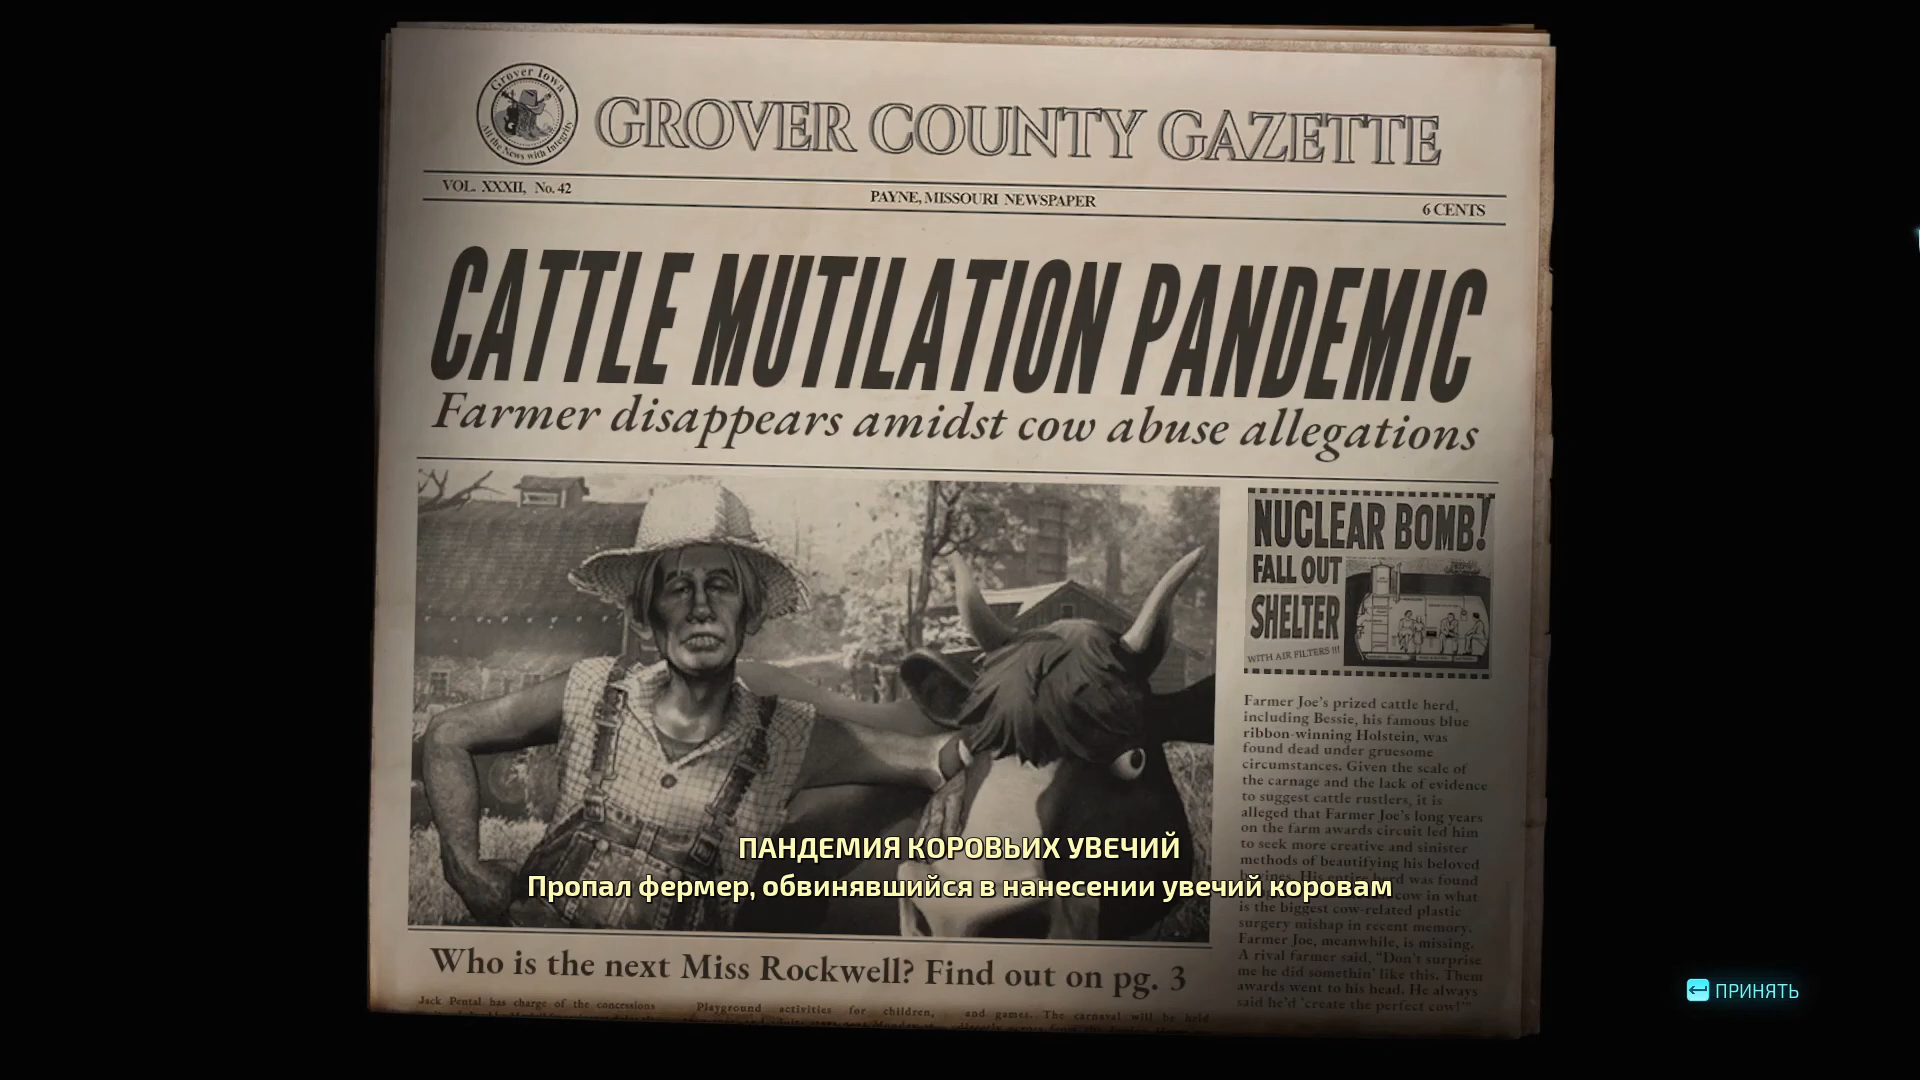 Grover Iowa
All the News with Integrity
GROVER COUNTY GAZETTE
VOL. XXXII, No. 42
PAYNE, MISSOURI NEWSPAPER
6 CENTS
CATTLE MUTILATION PANDEMIC
Farmer disappears amidst cow abuse allegations
NUCLEAR BOMB!
FALL OUT
SHELTER
WITH AIR FILTERS !!!
Farmer Joe's prized cattle herd,
including Bessie, his famous blue
ribbon-winning Holstein, was
found dead under gruesome
circumstances. Given the scale of
the carnage and the lack of evidence
to suggest cattle rustlers, it is
alleged that Farmer Joe's long years
on the farm awards circuit led him
to seek more creative and sinister
methods of beautifying his beloved
His entire herd was found
cow in what
is the biggest cow-related plastic
surgery mishap in recent memory.
Farmer Joe, meanwhile, is missing.
A rival farmer said, "Don't surprise
me he did somethin' like this. Them
awards went to his head. He always
said he'd 'create the perfect cow!'"
ПАНДЕМИЯ КОРОВЬИХ УВЕЧИЙ
Пропал фермер, обвинявшийся в нанесении увечий коровам
Who is the next Miss Rockwell? Find out on pg. 3
Jack Pental has charge of the concessions
Playground activities for children,
and games. The carnaval will be held
ПРИНЯТЬ